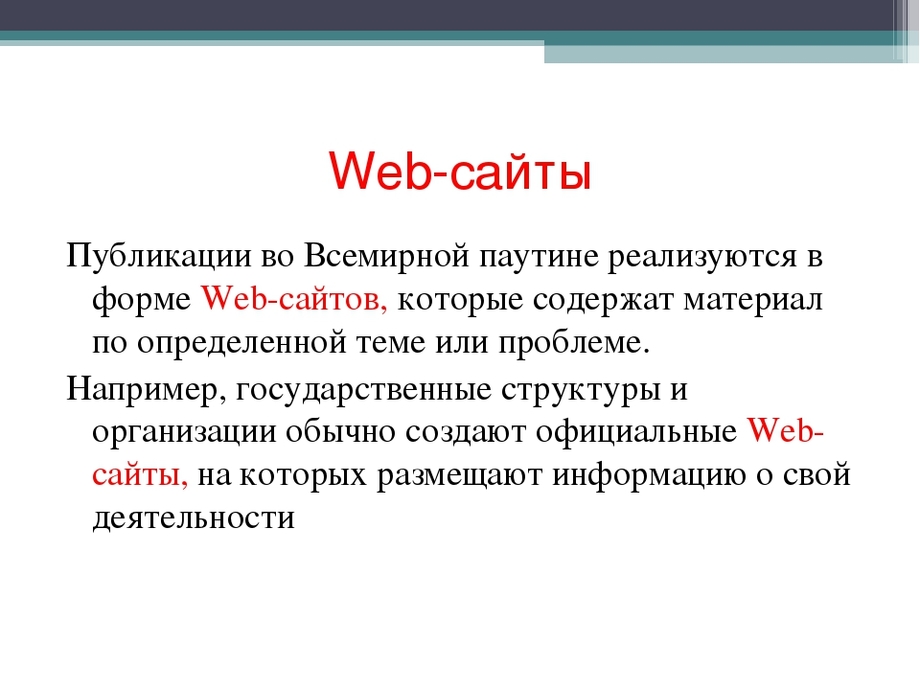 Web-сайты
Публикации во Всемирной паутине реализуются в
форме Web-сайтов, которые содержат материал
по определенной теме или проблеме.
Например, государственные структуры и
организации обычно создают официальные Web-
сайты, на которых размещают информацию о свой
деятельности